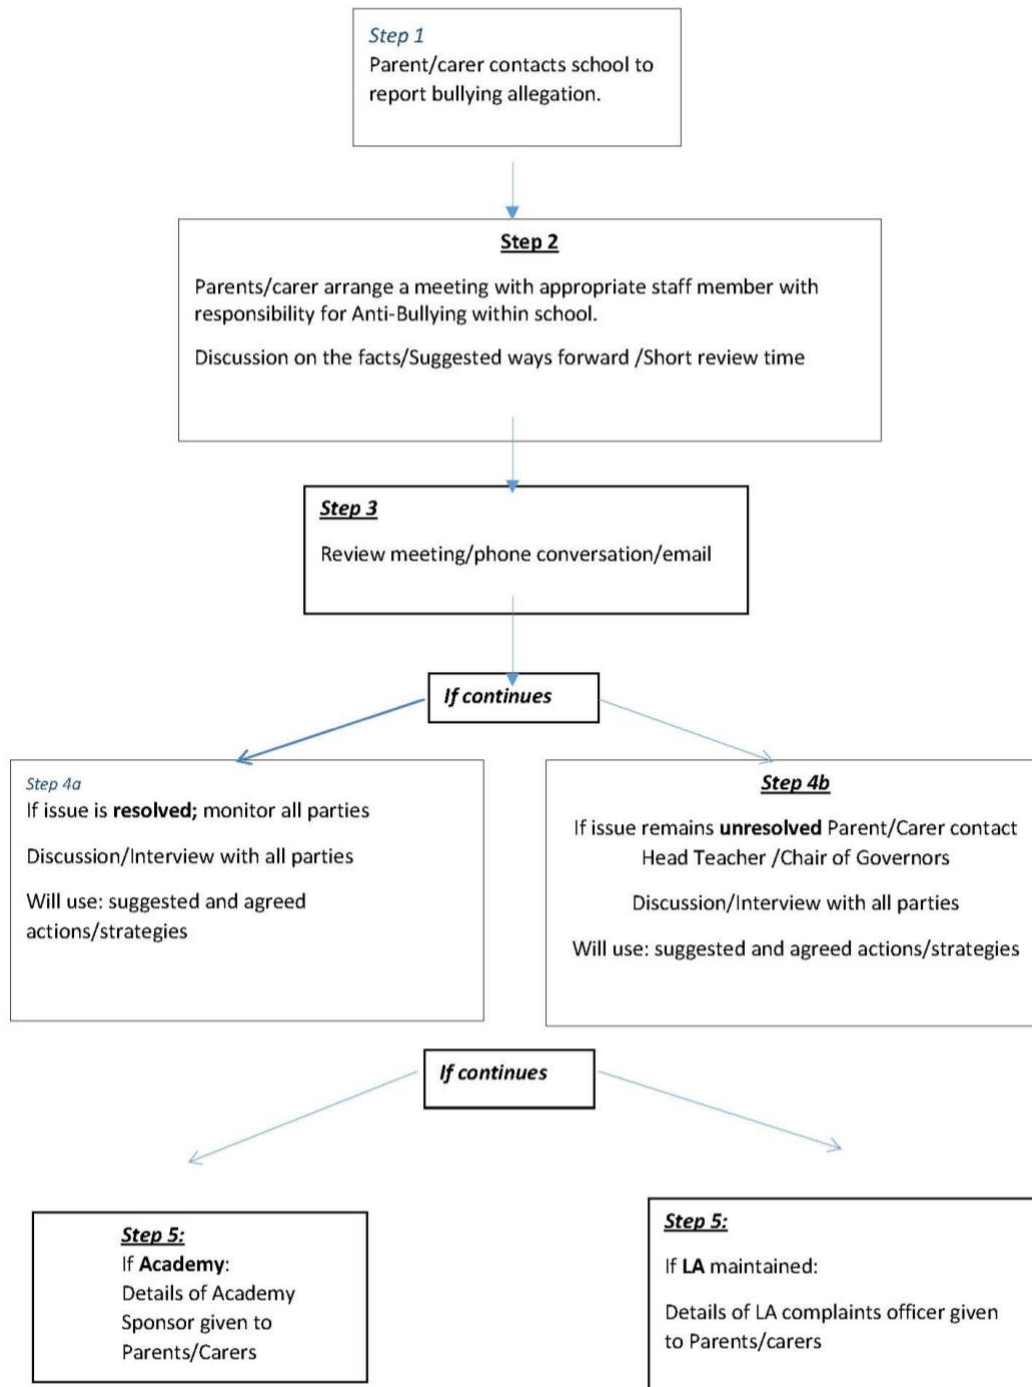 Step 1
Parent/carer contacts school to
report bullying allegation.
Step 2
Parents/carer arrange a meeting with appropriate staff member with
responsibility for Anti-Bullying within school.
Discussion on the facts/Suggested ways forward /Short review time
Step 3
Review meeting/phone conversation/email
If continues
Step 4a
If issue is resolved; monitor all parties
Discussion/Interview with all parties
Will use: suggested and agreed
actions/strategies
Step 4b
If issue remains unresolved Parent/Carer contact
Head Teacher /Chair of Governors
Discussion/Interview with all parties
Will use: suggested and agreed actions/strategies
If continues
Step 5:
If Academy:
Details of Academy
Sponsor given to
Parents/Carers
Step 5:
If LA maintained:
Details of LA complaints officer given
to Parents/carers